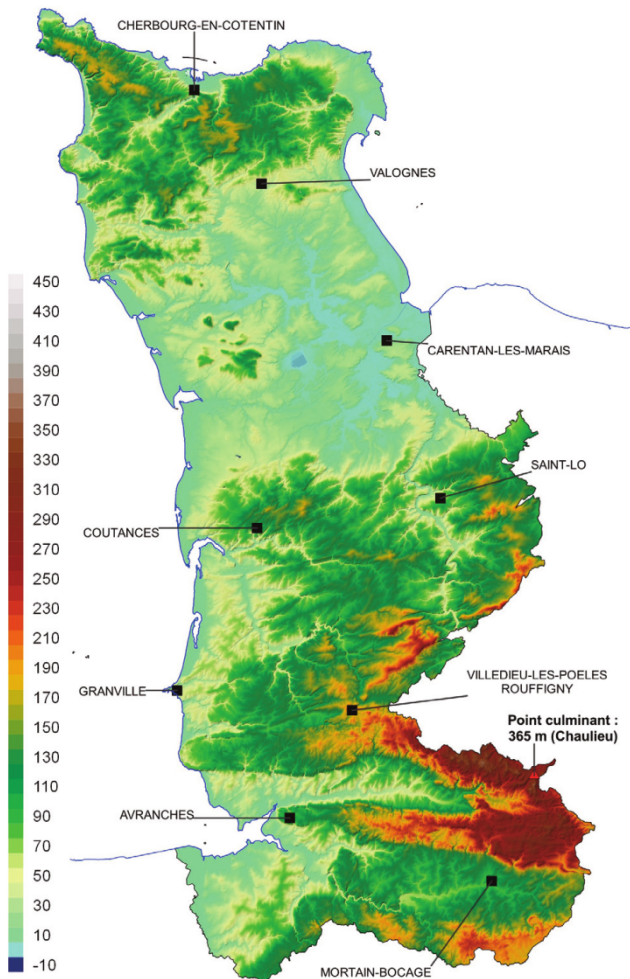 CHERBOURG-EN-COTENTIN
VALOGNES
CARENTAN-LES-MARAIS
SAINT-LO
COUTANCES
GRANVILLE
VILLEDIEU-LES-POELES
ROUFFIGNY
Point culminant :
365 m (Chaulieu)
AVRANCHES
MORTAIN-BOCAGE
450
430
410
390
370
350
330
310
290
270
250
230
210
190
170
150
130
110
90
70
50
30
10
-10